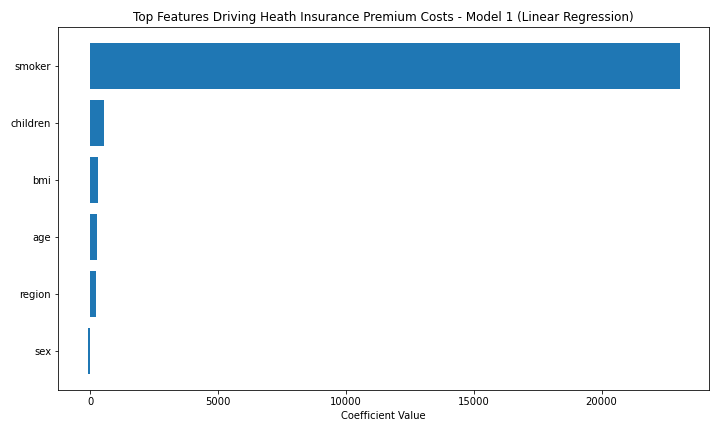 Top Features Driving Heath Insurance Premium Costs - Model 1 (Linear Regression)
smoker
children
bmi
age
region
sex
0 5000 10000 15000 20000
Coefficient Value